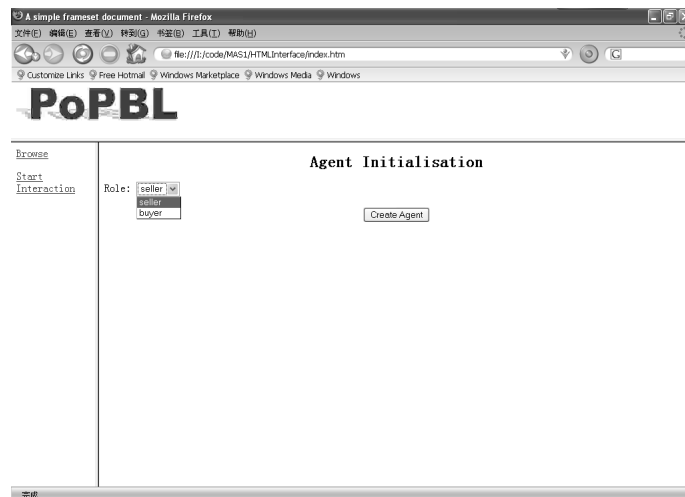 A simple frameset document - Mozilla Firefox
文件(F) 编辑(E) 查看(V) 转到(G) 书签(B) 工具(T) 帮助(H)
file:///I:/code/MAS1/HTMLInterface/index.htm
Customize Links Free Hotmail Windows Marketplace Windows Media Windows
PoPBL
Browse
Start
Interaction
Agent Initialisation
Role: seller
seller
buyer
Create Agent
完成